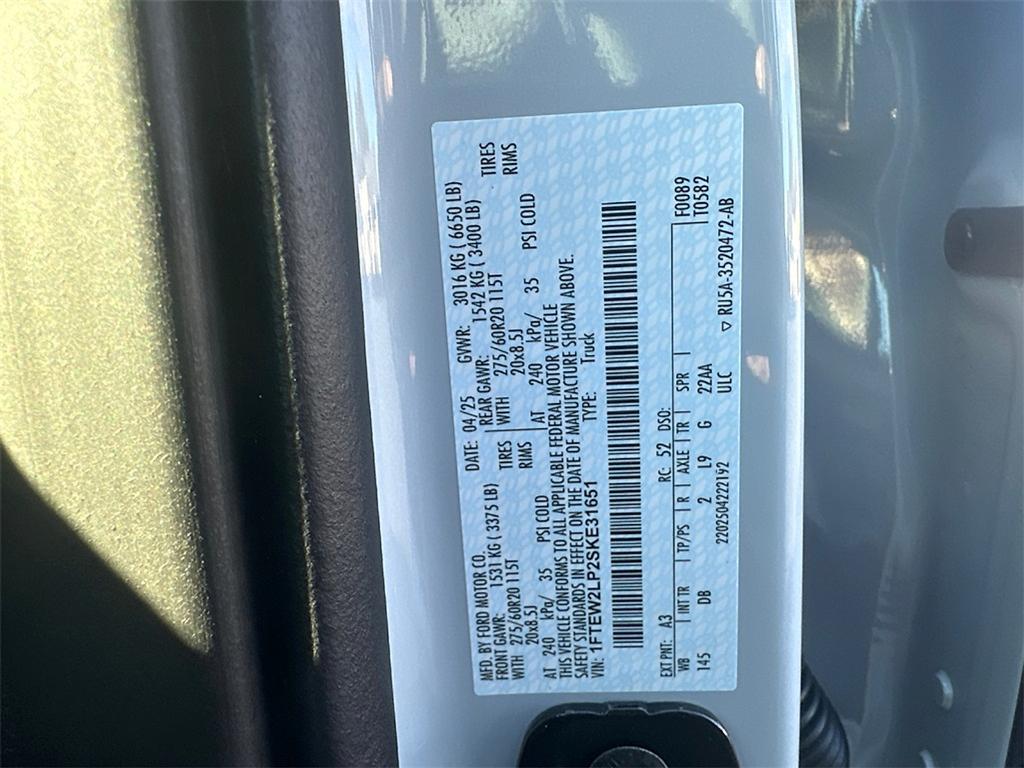 MFD. BY FORD MOTOR CO. DATE: 04/25 GVWR: 3016 KG ( 6650 LB)
FRONT GAWR: 1531 KG ( 3375 LB) REAR GAWR: 1542 KG ( 3400 LB)
WITH 275/60R20 115T TIRES WITH 275/60R20 115T TIRES
20x8.5J RIMS 20x8.5J RIMS
AT 240 kPa/ 35 PSI COLD AT 240 kPa/ 35 PSI COLD
THIS VEHICLE CONFORMS TO ALL APPLICABLE FEDERAL MOTOR VEHICLE
SAFETY STANDARDS IN EFFECT ON THE DATE OF MANUFACTURE SHOWN ABOVE.
VIN: 1FTEW2LP2SKE31651 TYPE: Truck
EXT PNT: A3 RC: 52 DSO: F0089
WB | INT TR | TP/PS | R | AXLE | TR | SPR | T0582
145 DB 2 L9 G 22AA
2202504222192 ULC ▽ RU5A-3520472-AB